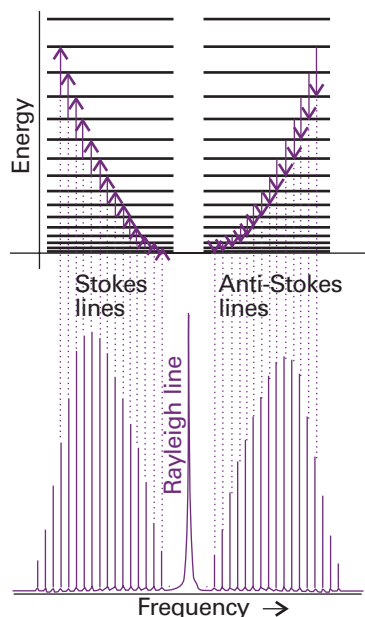 Energy
Stokes
lines
Anti-Stokes
lines
Rayleigh line
Frequency →